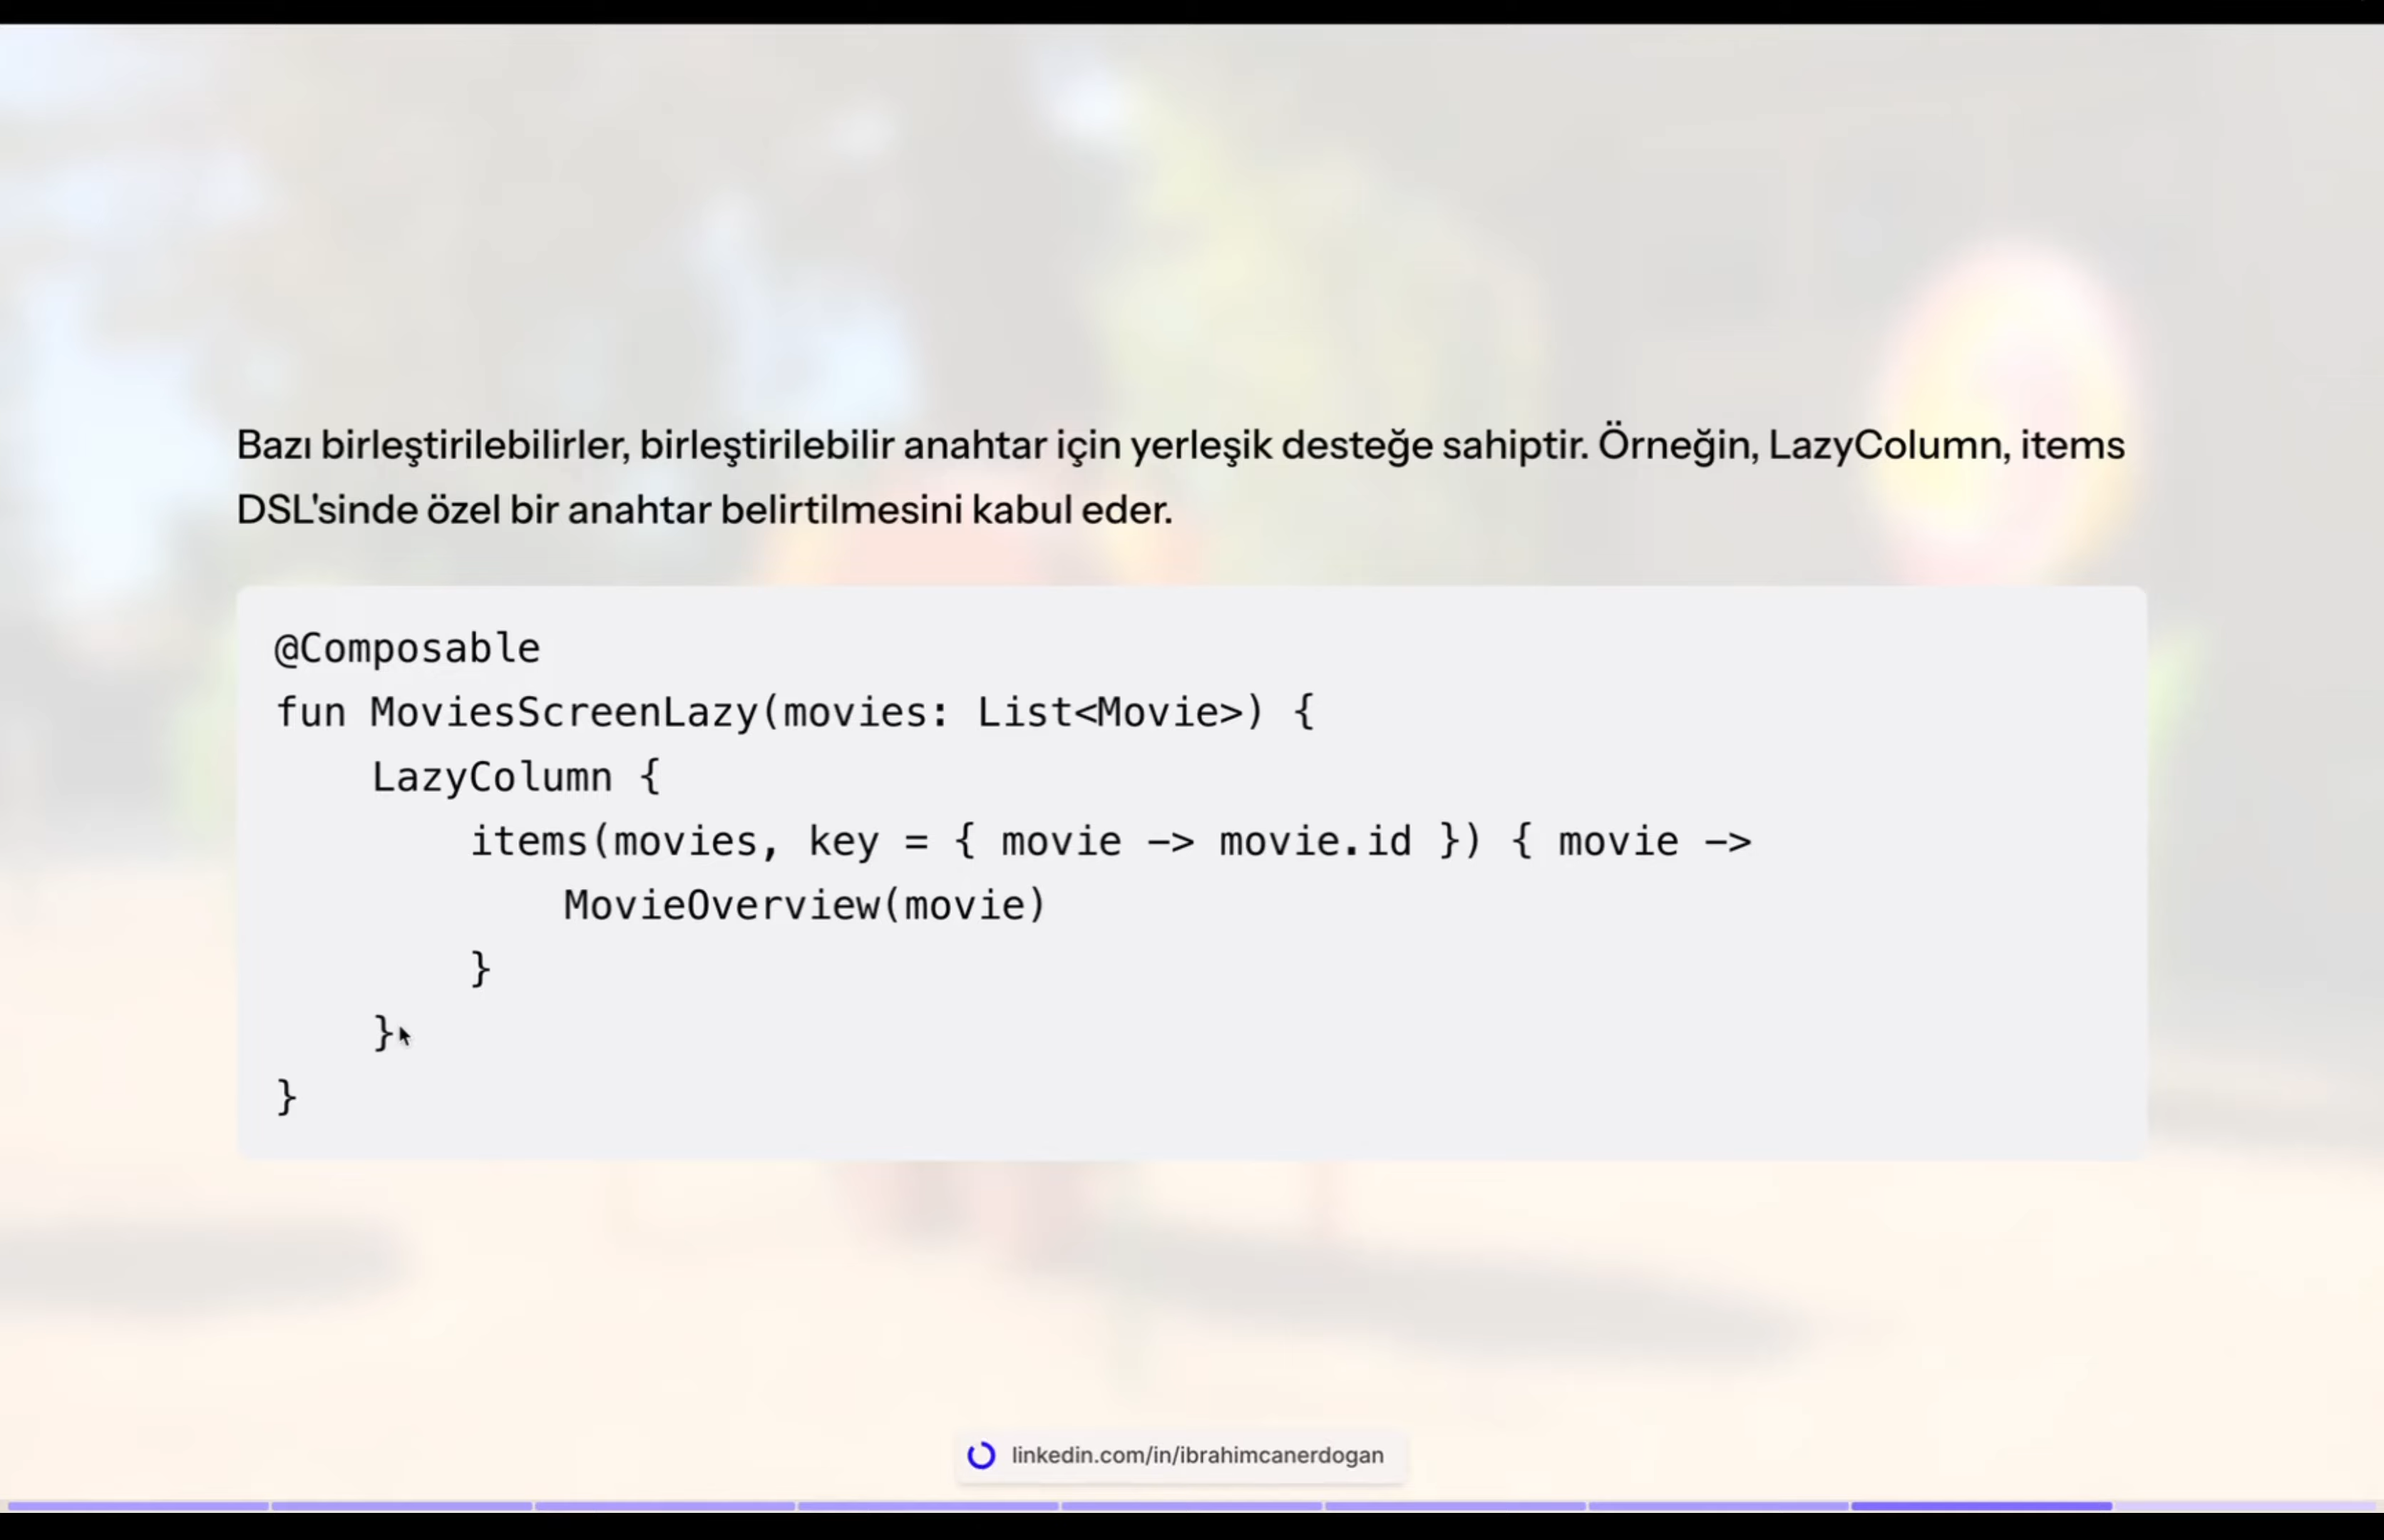 Bazı birleştirilebilirler, birleştirilebilir anahtar için yerleşik desteğe sahiptir. Örneğin, LazyColumn, items
DSL'sinde özel bir anahtar belirtilmesini kabul eder.
@Composable
fun MoviesScreenLazy(movies: List<Movie>) {
    LazyColumn {
        items(movies, key = { movie -> movie.id }) { movie ->
            MovieOverview(movie)
        }
    }
}
linkedin.com/in/ibrahimcanerdogan